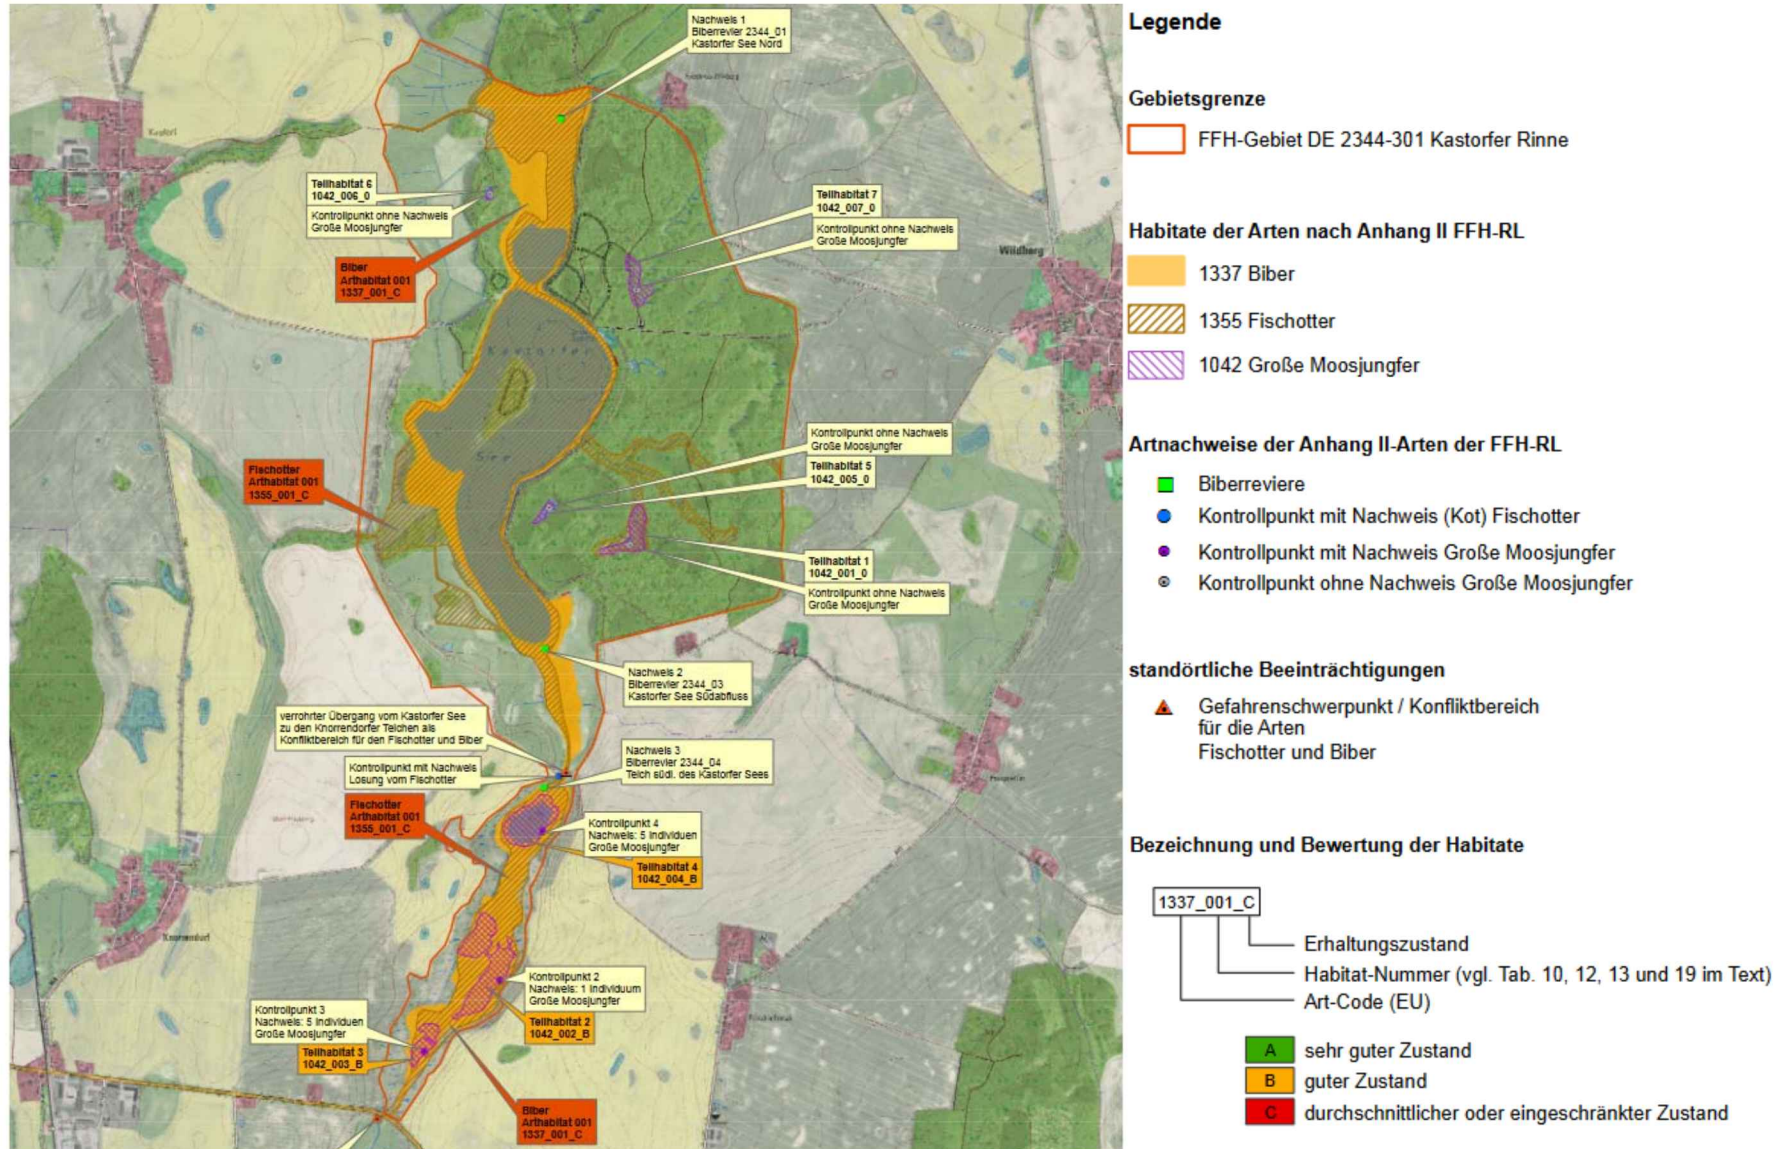 Nachweis 1
Biberrevier 2344_01
Kastorfer See Nord
Kastorf
Teilhabitat 6
1042_006_0
Kontrollpunkt ohne Nachweis
Große Moosjungfer
Teilhabitat 7
1042_007_0
Kontrollpunkt ohne Nachweis
Große Moosjungfer
Wildberg
Biber
Arthabitat 001
1337_001_C
Kastorfer
See
Kontrollpunkt ohne Nachweis
Große Moosjungfer
Teilhabitat 5
1042_005_0
Fischotter
Arthabitat 001
1355_001_C
Teilhabitat 1
1042_001_0
Kontrollpunkt ohne Nachweis
Große Moosjungfer
Nachweis 2
Biberrevier 2344_03
Kastorfer See Südabfluss
verrohrter Übergang vom Kastorfer See
zu den Knorrendorfer Teichen als
Konfliktbereich für den Fischotter und Biber
Nachweis 3
Biberrevier 2344_04
Teich südl. des Kastorfer Sees
Kontrollpunkt mit Nachweis
Losung vom Fischotter
Fischotter
Arthabitat 001
1355_001_C
Kontrollpunkt 4
Nachweis: 5 Individuen
Große Moosjungfer
Teilhabitat 4
1042_004_B
Knorrendorf
Kontrollpunkt 2
Nachweis: 1 Individuum
Große Moosjungfer
Teilhabitat 2
1042_002_B
Kontrollpunkt 3
Nachweis: 5 Individuen
Große Moosjungfer
Teilhabitat 3
1042_003_B
Biber
Arthabitat 001
1337_001_C
Legende
Gebietsgrenze
FFH-Gebiet DE 2344-301 Kastorfer Rinne
Habitate der Arten nach Anhang II FFH-RL
1337 Biber
1355 Fischotter
1042 Große Moosjungfer
Artnachweise der Anhang II-Arten der FFH-RL
Biberreviere
Kontrollpunkt mit Nachweis (Kot) Fischotter
Kontrollpunkt mit Nachweis Große Moosjungfer
Kontrollpunkt ohne Nachweis Große Moosjungfer
standörtliche Beeinträchtigungen
Gefahrenschwerpunkt / Konfliktbereich
für die Arten
Fischotter und Biber
Bezeichnung und Bewertung der Habitate
1337_001_C
Erhaltungszustand
Habitat-Nummer (vgl. Tab. 10, 12, 13 und 19 im Text)
Art-Code (EU)
A sehr guter Zustand
B guter Zustand
C durchschnittlicher oder eingeschränkter Zustand